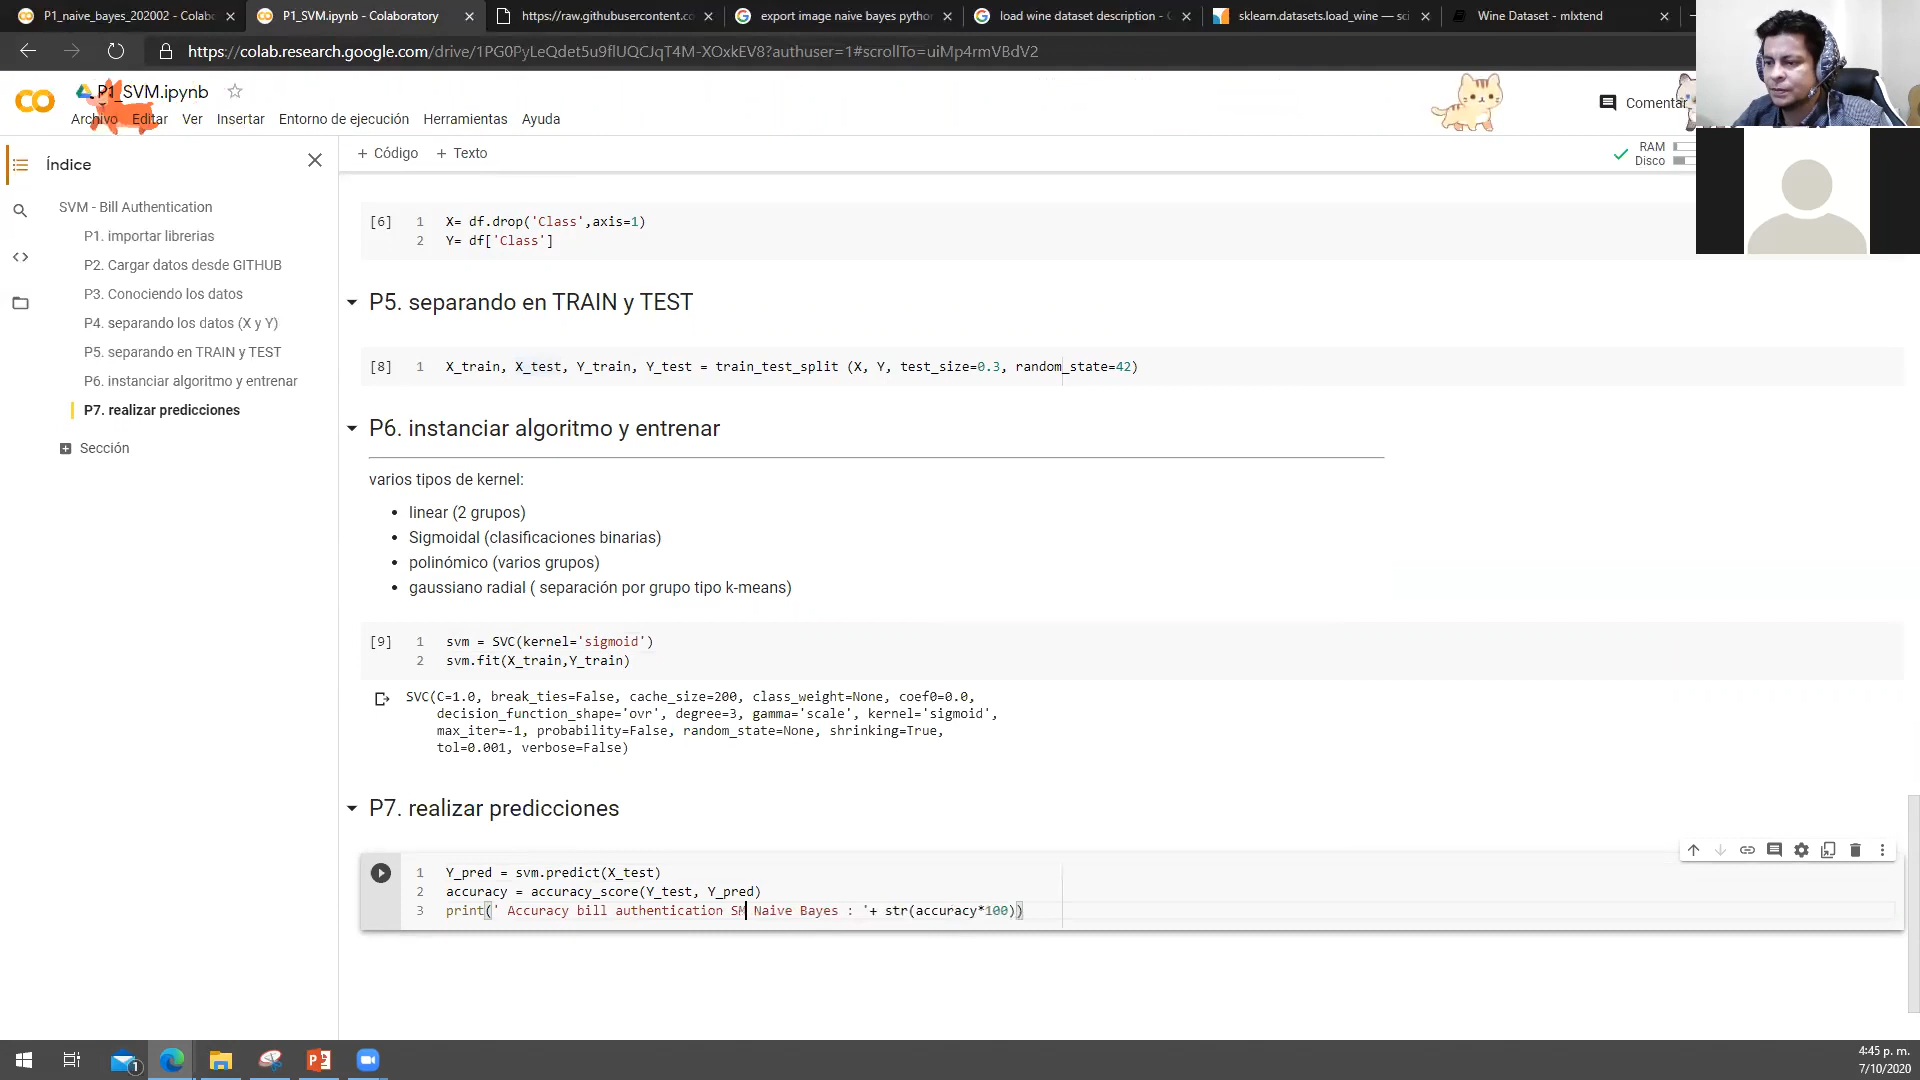 P1_naive_bayes_202002 - Colabo
P1_SVM.ipynb - Colaboratory
https://raw.githubusercontent.co
export image naive bayes python
load wine dataset description - G
sklearn.datasets.load_wine — sci
Wine Dataset - mlxtend
https://colab.research.google.com/drive/1PG0PyLeQdet5u9flUQCJqT4M-XOxkEV8?authuser=1#scrollTo=uiMp4rmVBdV2
P1_SVM.ipynb
Archivo Editar Ver Insertar Entorno de ejecución Herramientas Ayuda
Comentar
Índice
+ Código + Texto
RAM
Disco
SVM - Bill Authentication
P1. importar librerias
P2. Cargar datos desde GITHUB
P3. Conociendo los datos
P4. separando los datos (X y Y)
P5. separando en TRAIN y TEST
P6. instanciar algoritmo y entrenar
P7. realizar predicciones
Sección
[6] 1 X= df.drop('Class',axis=1)
2 Y= df['Class']
P5. separando en TRAIN y TEST
[8] 1 X_train, X_test, Y_train, Y_test = train_test_split (X, Y, test_size=0.3, random_state=42)
P6. instanciar algoritmo y entrenar
varios tipos de kernel:
• linear (2 grupos)
• Sigmoidal (clasificaciones binarias)
• polinómico (varios grupos)
• gaussiano radial ( separación por grupo tipo k-means)
[9] 1 svm = SVC(kernel='sigmoid')
2 svm.fit(X_train,Y_train)
SVC(C=1.0, break_ties=False, cache_size=200, class_weight=None, coef0=0.0,
decision_function_shape='ovr', degree=3, gamma='scale', kernel='sigmoid',
max_iter=-1, probability=False, random_state=None, shrinking=True,
tol=0.001, verbose=False)
P7. realizar predicciones
1 Y_pred = svm.predict(X_test)
2 accuracy = accuracy_score(Y_test, Y_pred)
3 print(' Accuracy bill authentication SM Naive Bayes : '+ str(accuracy*100))
1
4:45 p. m.
7/10/2020